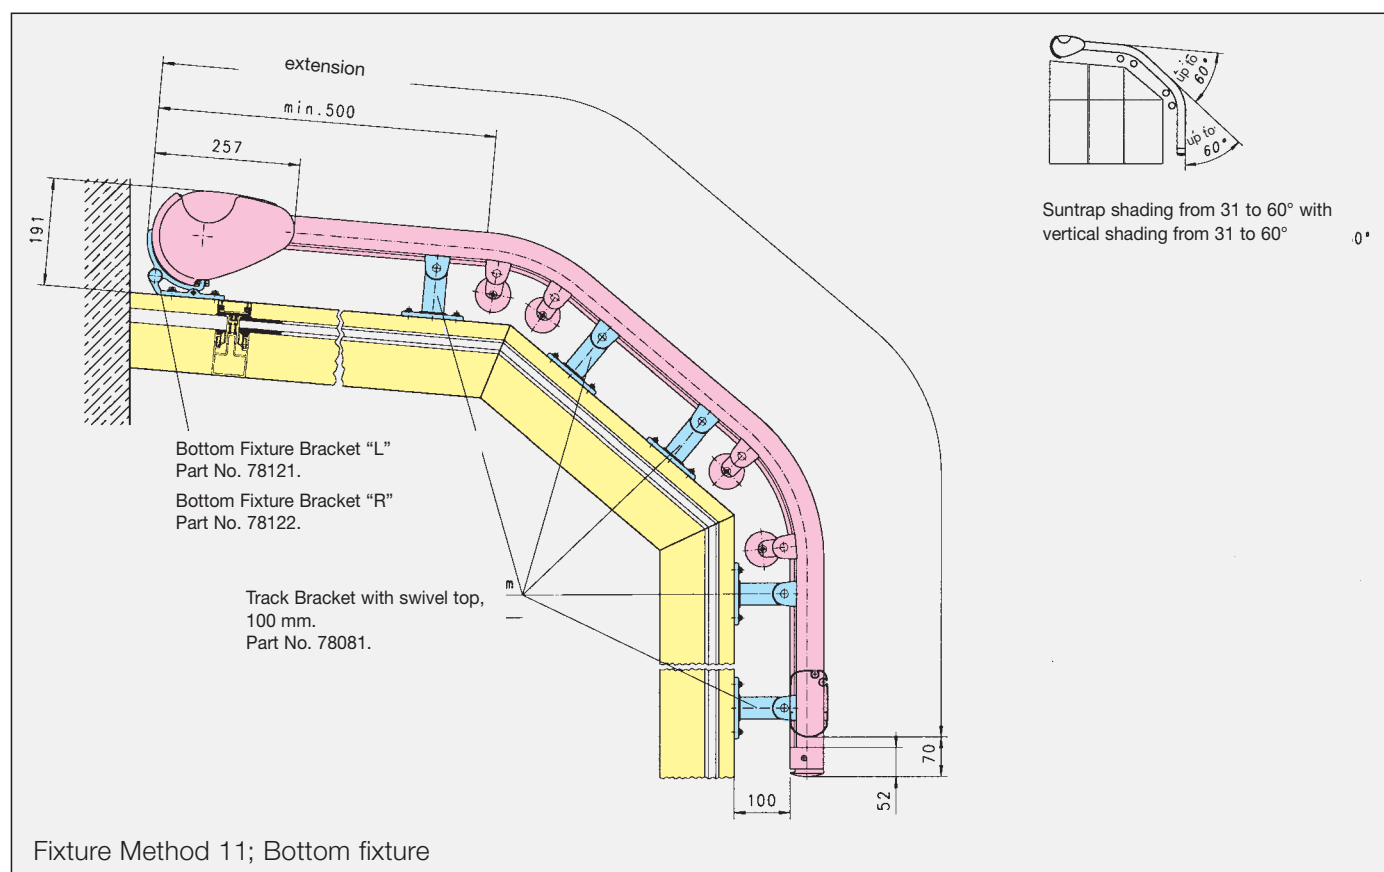 extension
min.500
257
191
up to
60°
up to
60°
Suntrap shading from 31 to 60° with
vertical shading from 31 to 60°
0°
Bottom Fixture Bracket “L”
Part No. 78121.
Bottom Fixture Bracket “R”
Part No. 78122.
m
Track Bracket with swivel top,
100 mm.
Part No. 78081.
70
52
100
Fixture Method 11; Bottom fixture